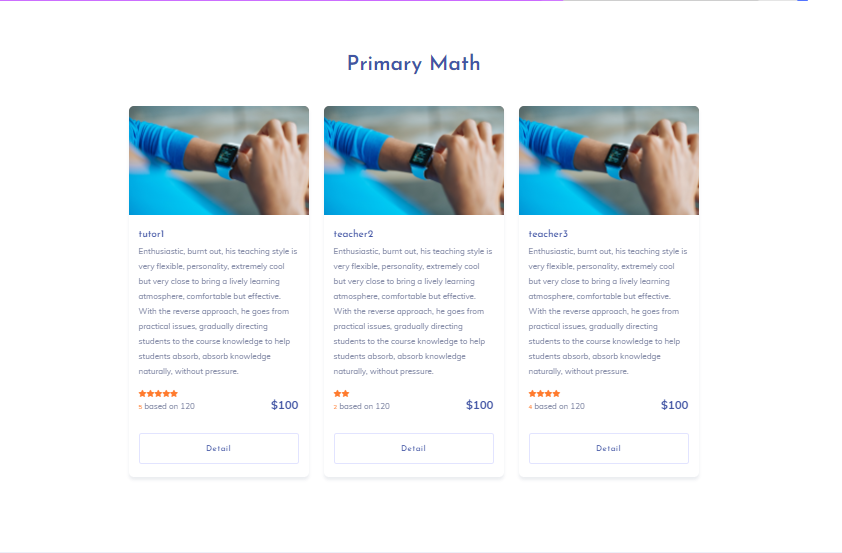 Primary Math
tutor1
Enthusiastic, burnt out, his teaching style is
very flexible, personality, extremely cool
but very close to bring a lively learning
atmosphere, comfortable but effective.
With the reverse approach, he goes from
practical issues, gradually directing
students to the course knowledge to help
students absorb, absorb knowledge
naturally, without pressure.
5 based on 120
$100
Detail
teacher2
Enthusiastic, burnt out, his teaching style is
very flexible, personality, extremely cool
but very close to bring a lively learning
atmosphere, comfortable but effective.
With the reverse approach, he goes from
practical issues, gradually directing
students to the course knowledge to help
students absorb, absorb knowledge
naturally, without pressure.
2 based on 120
$100
Detail
teacher3
Enthusiastic, burnt out, his teaching style is
very flexible, personality, extremely cool
but very close to bring a lively learning
atmosphere, comfortable but effective.
With the reverse approach, he goes from
practical issues, gradually directing
students to the course knowledge to help
students absorb, absorb knowledge
naturally, without pressure.
4 based on 120
$100
Detail